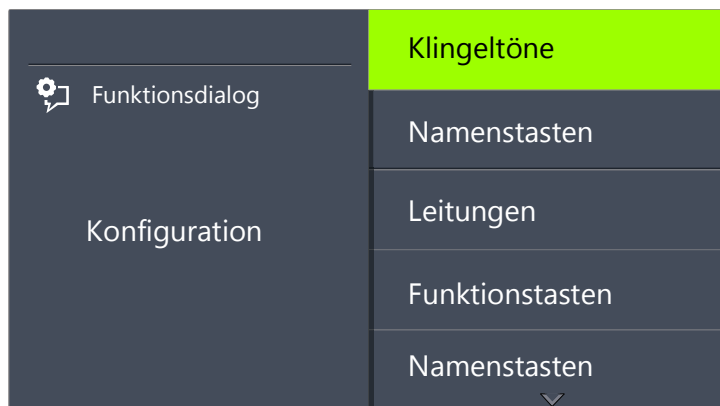 Funktionsdialog
Konfiguration
Klingeltöne
Namenstasten
Leitungen
Funktionstasten
Namenstasten